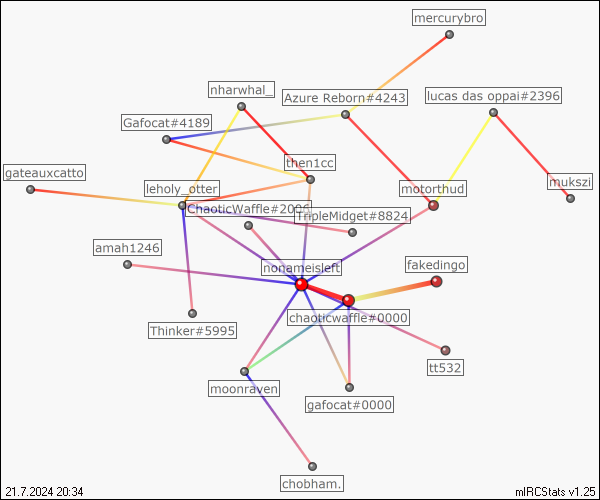 mercurybro
nharwhal_
Azure Reborn#4243
lucas das oppai#2396
Gafocat#4189
then1cc
gateauxcatto
leholy_otter
motorthud
mukszi
ChaoticWaffle#2006
TripleMidget#8824
amah1246
nonameisleft
fakedingo
chaoticwaffle#0000
Thinker#5995
tt532
moonraven
gafocat#0000
chobham.
21.7.2024 20:34
mIRCStats v1.25